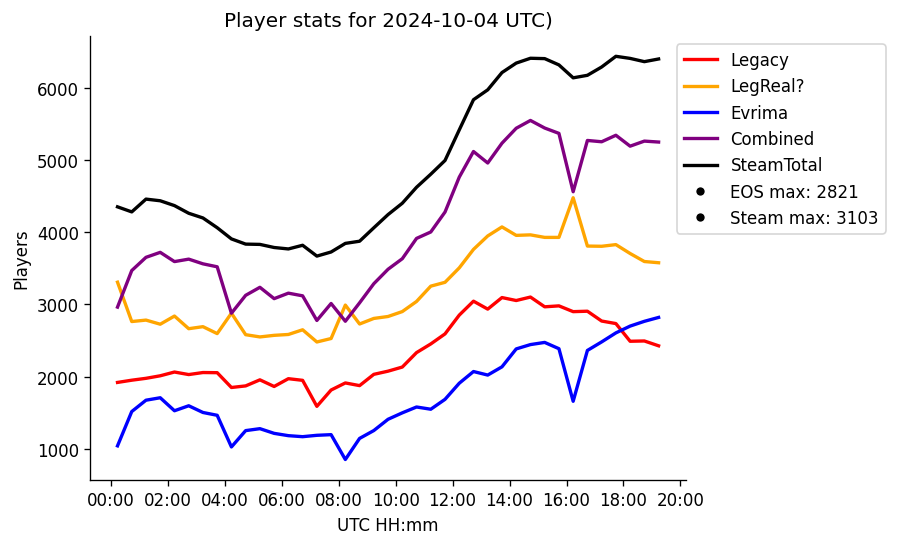 Player stats for 2024-10-04 UTC)
Legacy
LegReal?
Evrima
Combined
SteamTotal
EOS max: 2821
Steam max: 3103
Players
6000
5000
4000
3000
2000
1000
00:00 02:00 04:00 06:00 08:00 10:00 12:00 14:00 16:00 18:00 20:00
UTC HH:mm